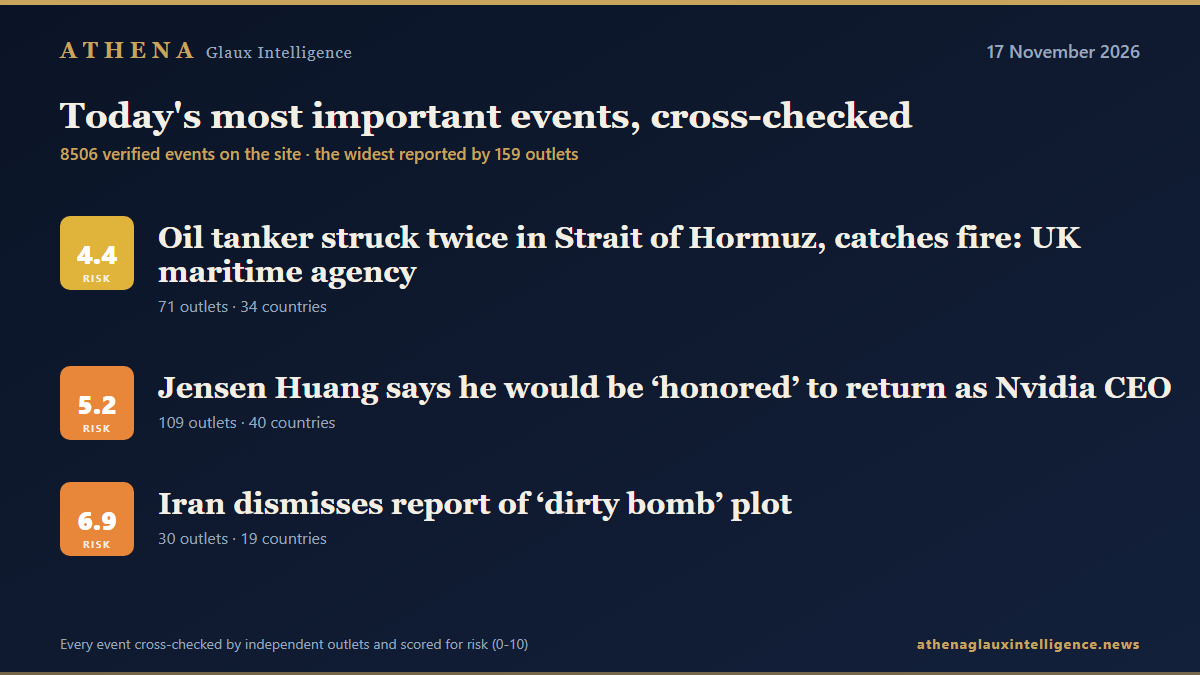 ATHENA Glaux Intelligence
17 November 2026
Today's most important events, cross-checked
8506 verified events on the site · the widest reported by 159 outlets
4.4
RISK
Oil tanker struck twice in Strait of Hormuz, catches fire: UK
maritime agency
71 outlets · 34 countries
5.2
RISK
Jensen Huang says he would be ‘honored’ to return as Nvidia CEO
109 outlets · 40 countries
6.9
RISK
Iran dismisses report of ‘dirty bomb’ plot
30 outlets · 19 countries
Every event cross-checked by independent outlets and scored for risk (0-10)
athenaglauxintelligence.news